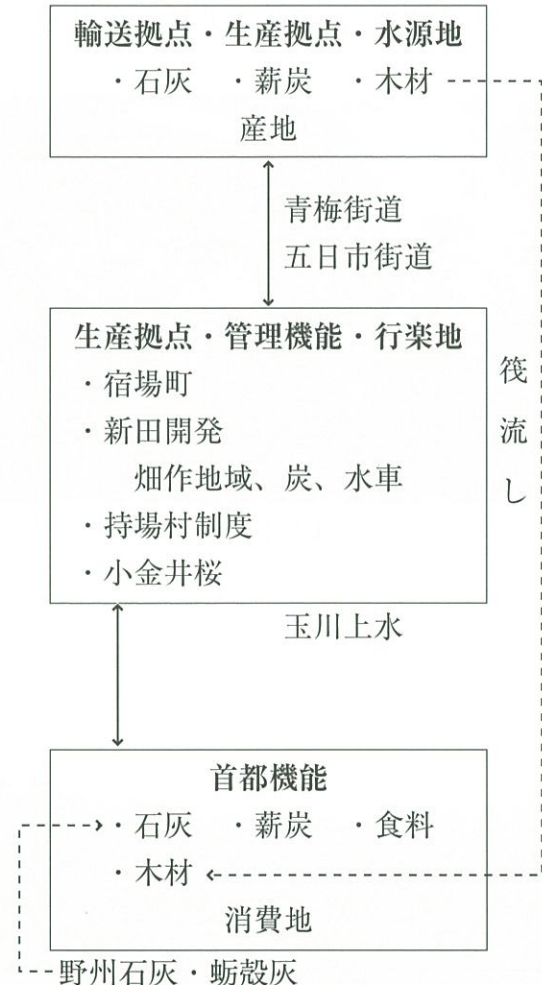 輸送拠点・生産拠点・水源地
・石灰 ・薪炭 ・木材
産地
青梅街道
五日市街道
生産拠点・管理機能・行楽地
・宿場町
・新田開発
畑作地域、炭、水車
・持場村制度
・小金井桜
筏流し
玉川上水
首都機能
・石灰 ・薪炭 ・食料
・木材
消費地
野州石灰・蛎殻灰